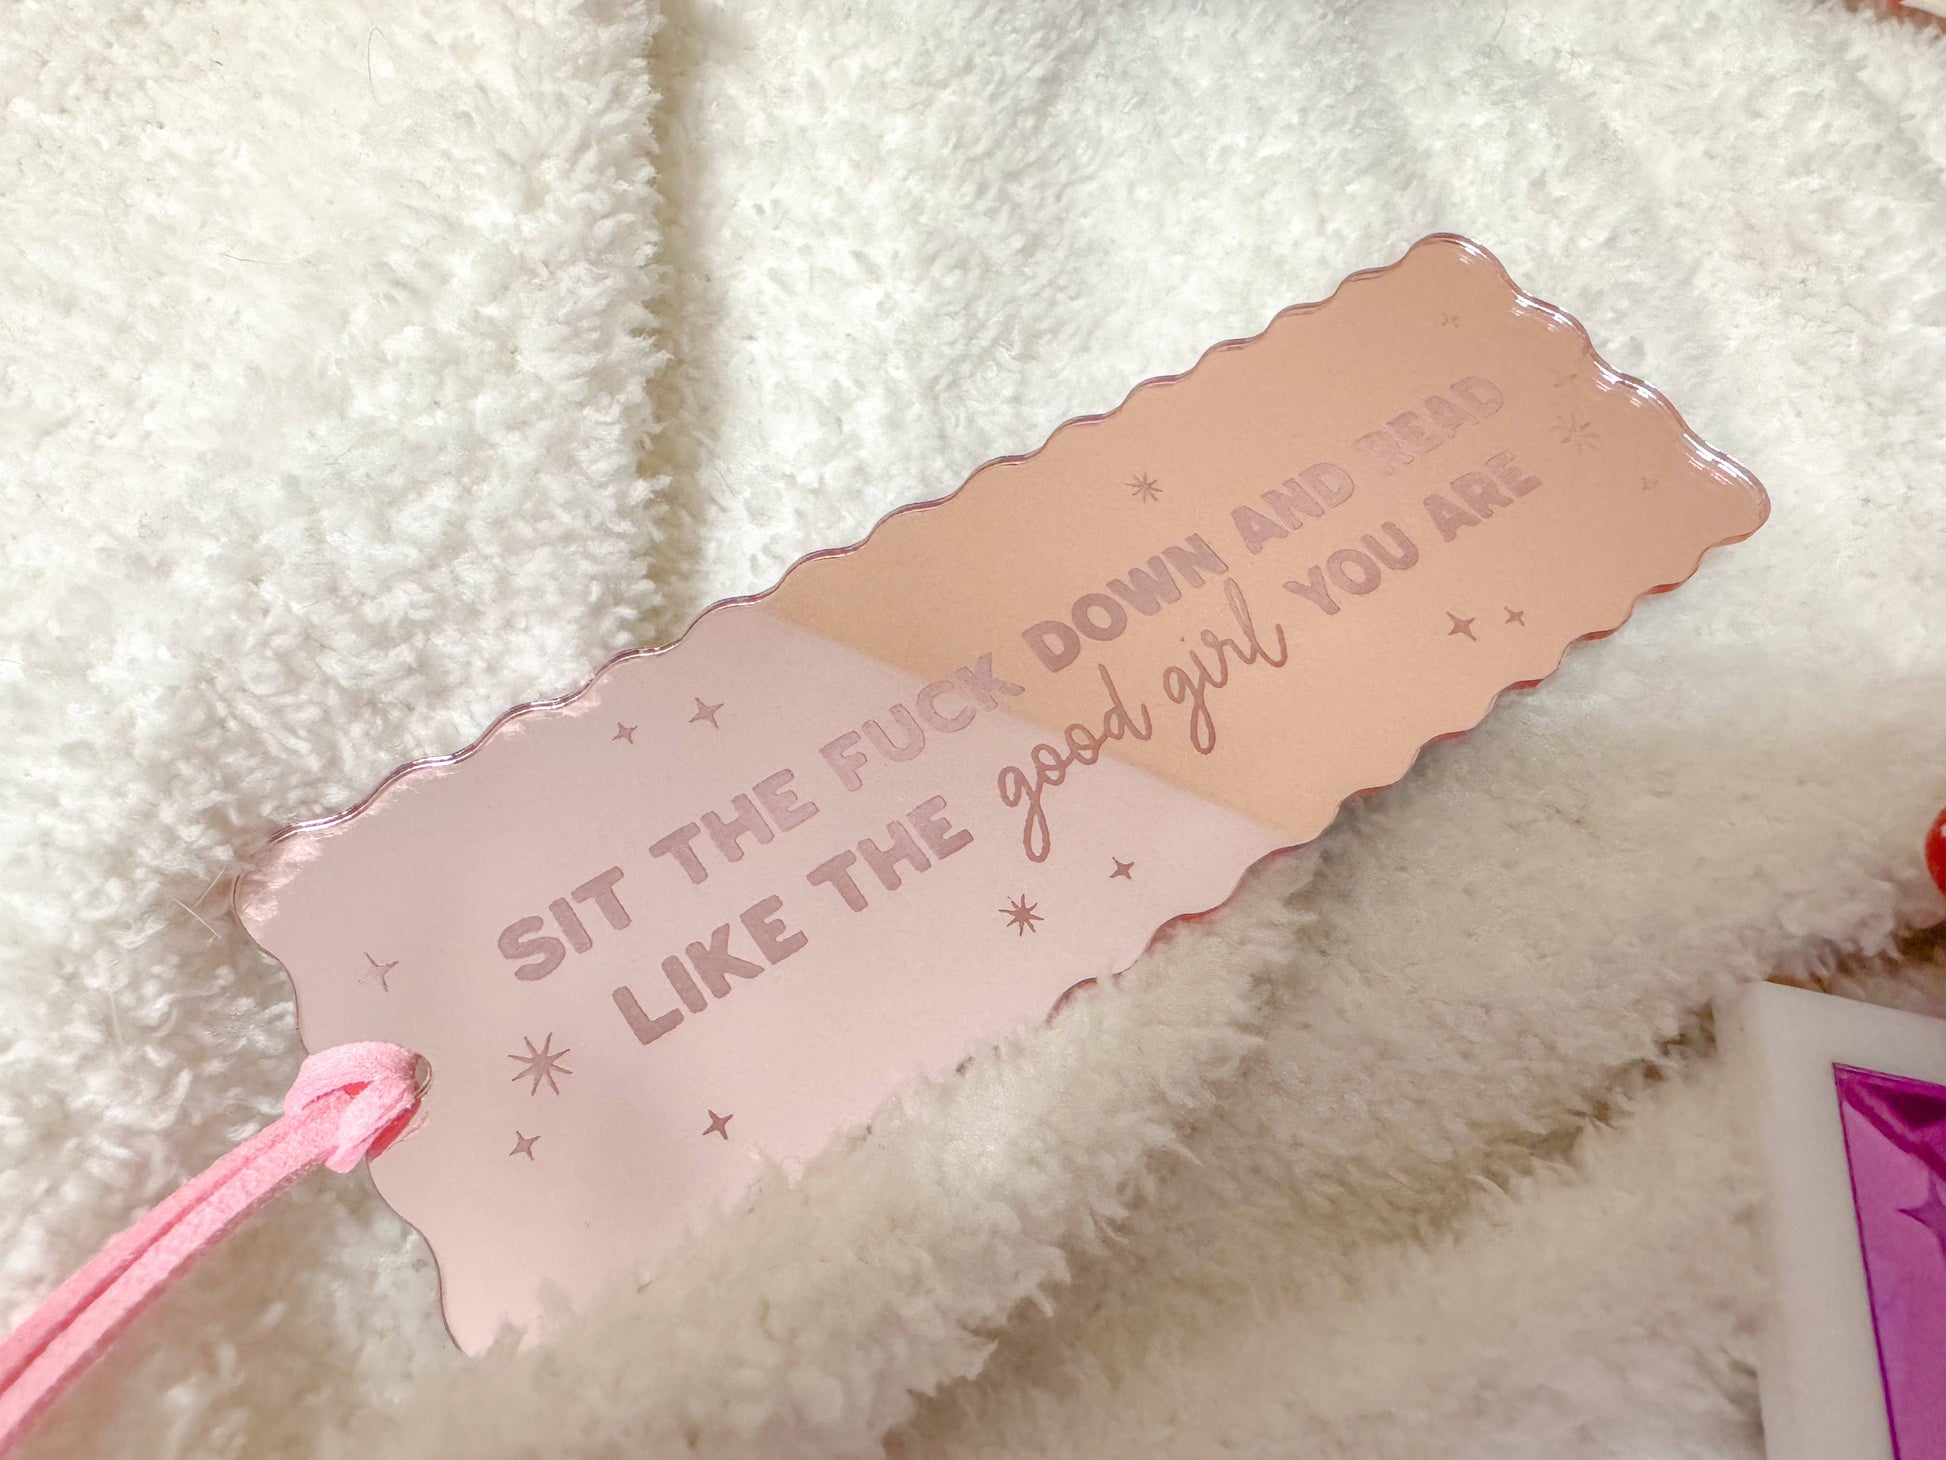 SIT THE FUCK DOWN AND READ
LIKE THE good girl YOU ARE